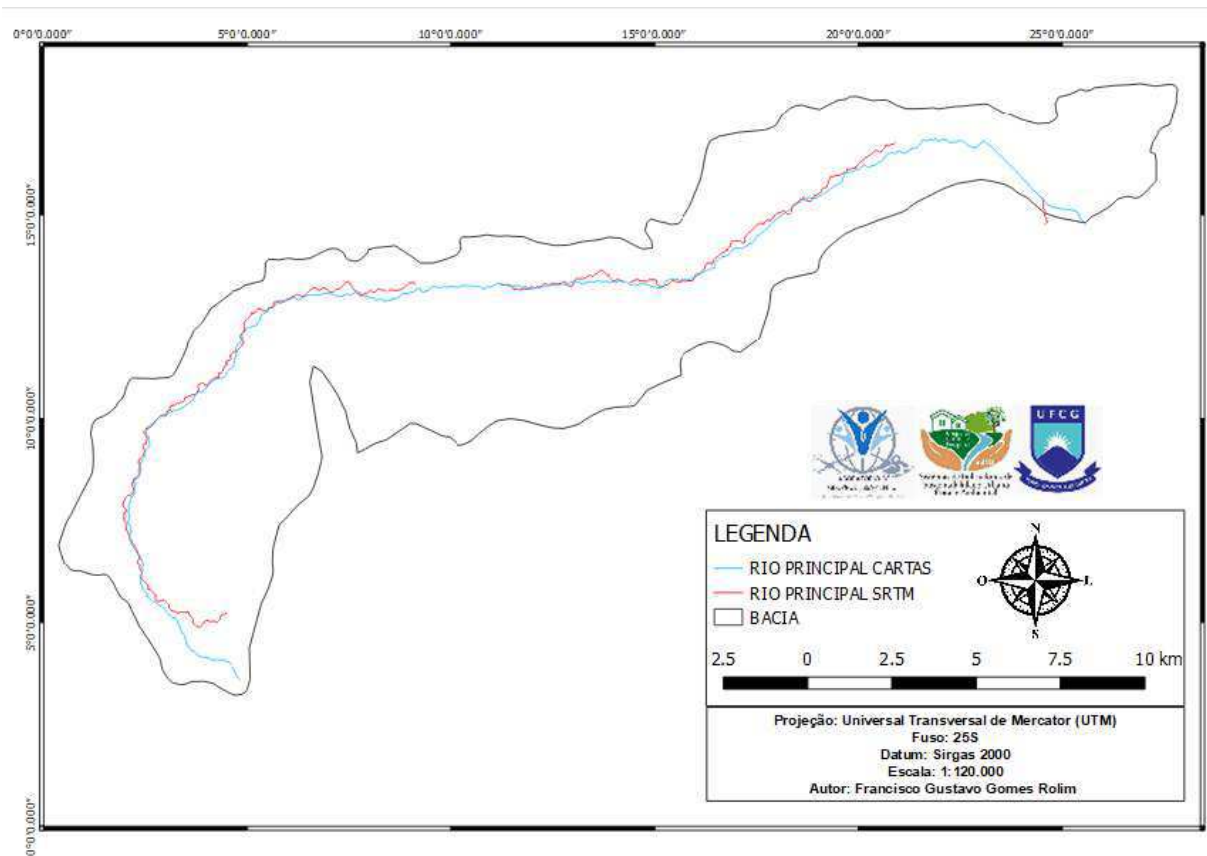 0°0'0.000" 5°0'0.000" 10°0'0.000" 15°0'0.000" 20°0'0.000" 25°0'0.000"
15°0'0.000"
10°0'0.000"
5°0'0.000"
0°0'0.000"
UFCG
LEGENDA
RIO PRINCIPAL CARTAS
RIO PRINCIPAL SRTM
BACIA
N
O
L
S
2.5 0 2.5 5 7.5 10 km
Projeção: Universal Transversal de Mercator (UTM)
Fuso: 25S
Datum: Sirgas 2000
Escala: 1:120.000
Autor: Francisco Gustavo Gomes Rolim